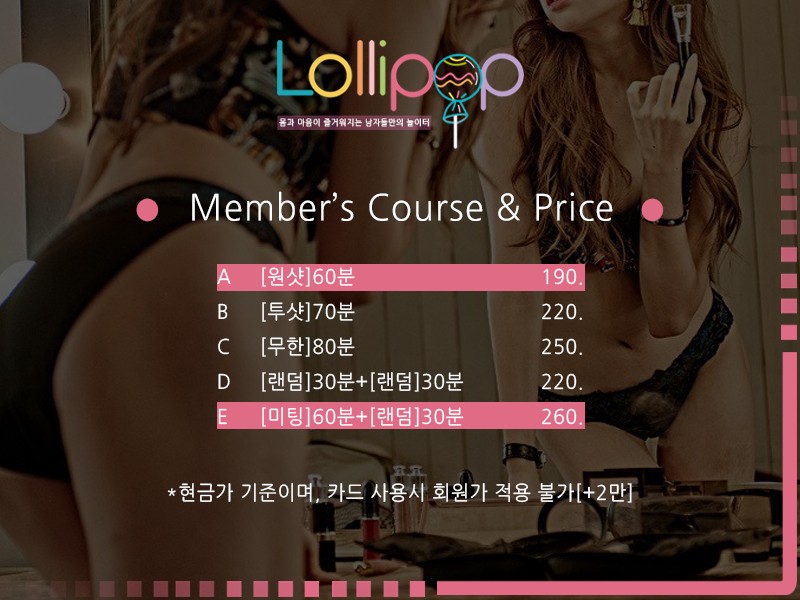 Lollipop
몸과 마음이 즐거워지는 남자들만의 놀이터
Member's Course & Price
A [원샷]60분 190.
B [투샷]70분 220.
C [무한]80분 250.
D [랜덤]30분+[랜덤]30분 220.
E [미팅]60분+[랜덤]30분 260.
*현금가 기준이며, 카드 사용시 회원가 적용 불가[+2만]